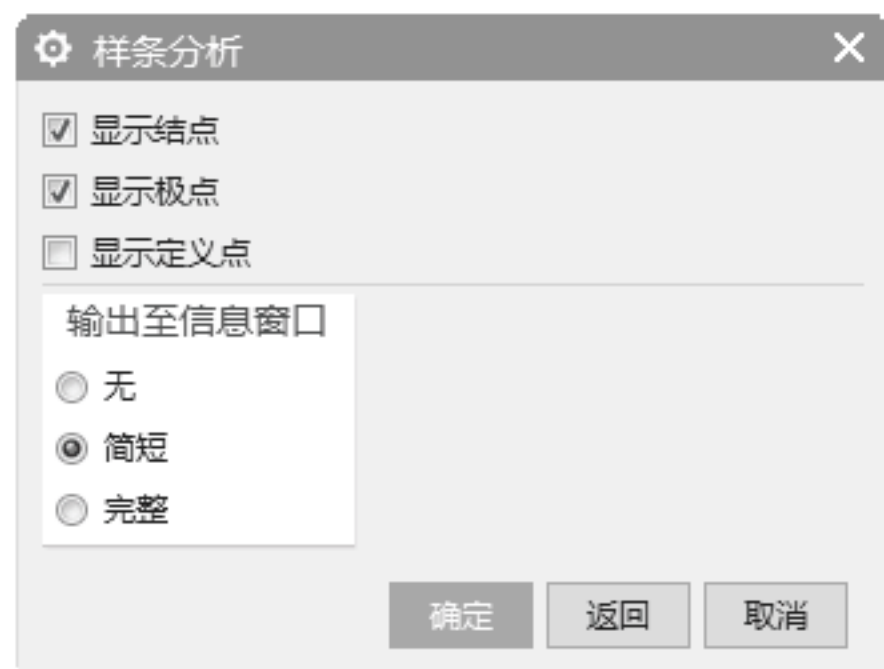 样条分析
显示结点
显示极点
显示定义点
输出至信息窗口
无
简短
完整
确定 返回 取消